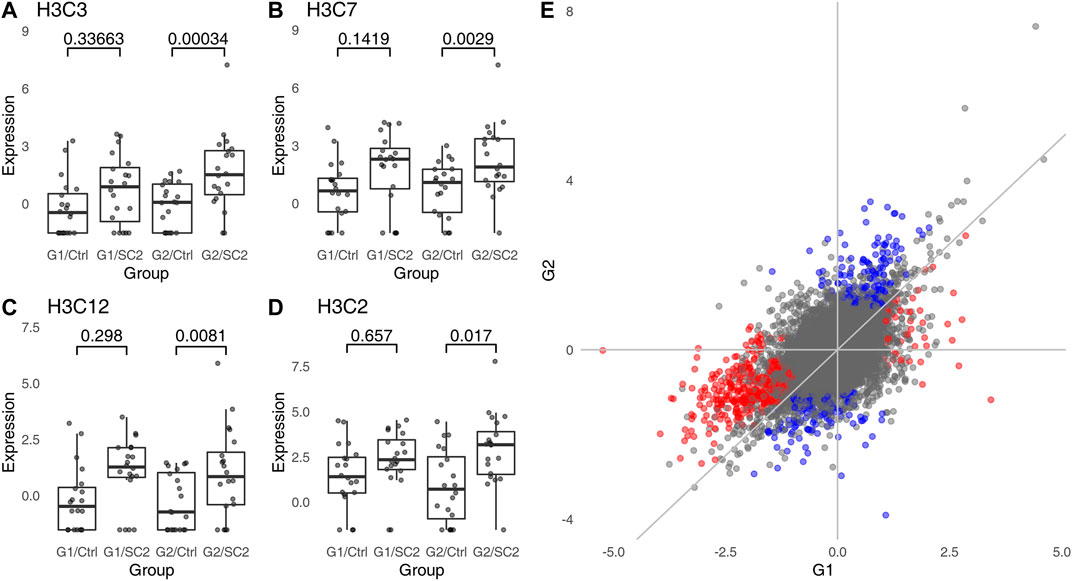 A H3C3
9
6
3
0
Expression
0.33663 0.00034
G1/Ctrl G1/SC2 G2/Ctrl G2/SC2
Group
B H3C7
9
6
3
0
Expression
0.1419 0.0029
G1/Ctrl G1/SC2 G2/Ctrl G2/SC2
Group
C H3C12
7.5
5.0
2.5
0.0
Expression
0.298 0.0081
G1/Ctrl G1/SC2 G2/Ctrl G2/SC2
Group
D H3C2
7.5
5.0
2.5
0.0
Expression
0.657 0.017
G1/Ctrl G1/SC2 G2/Ctrl G2/SC2
Group
E
8
4
0
-4
G2
-5.0 -2.5 0.0 2.5 5.0
G1